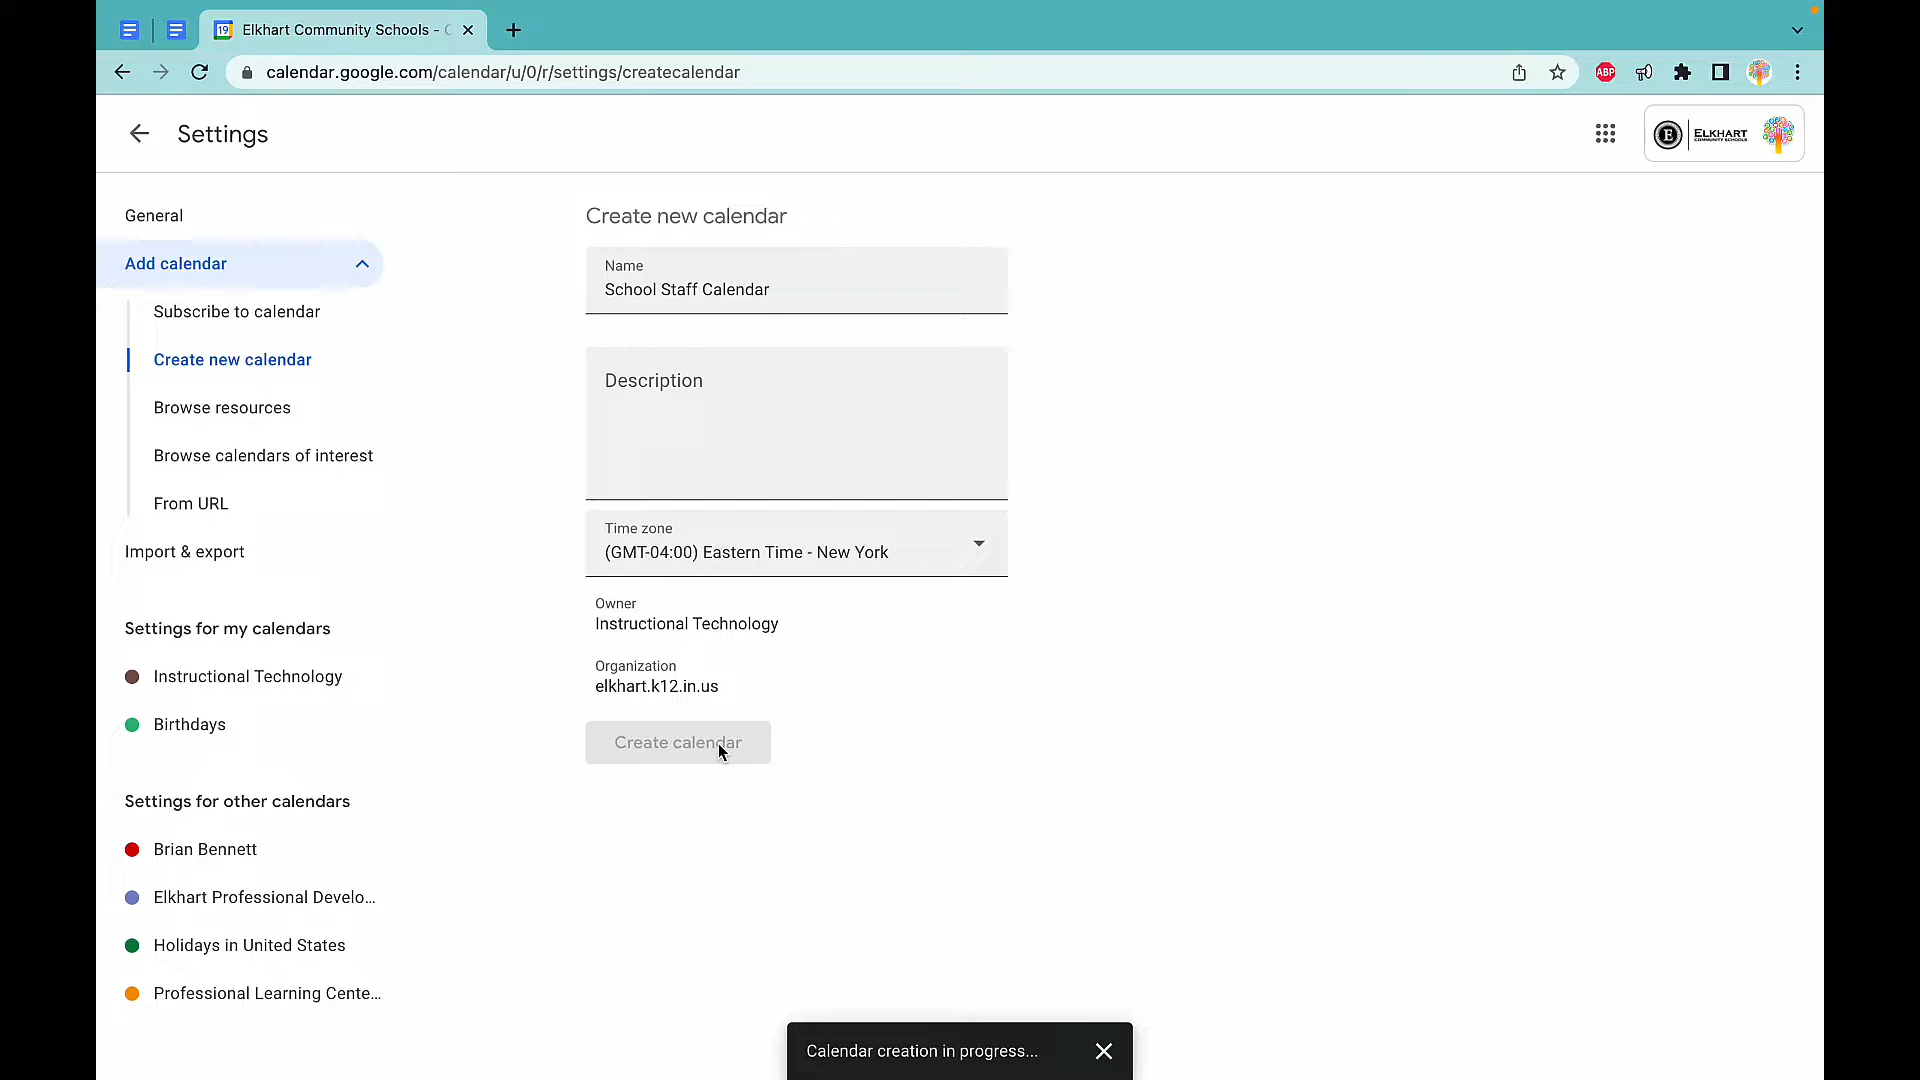 19
Elkhart Community Schools - C
calendar.google.com/calendar/u/0/r/settings/createcalendar
ABP
Settings
E
ELKHART
COMMUNITY SCHOOLS
General
Add calendar
Subscribe to calendar
Create new calendar
Browse resources
Browse calendars of interest
From URL
Import & export
Settings for my calendars
Instructional Technology
Birthdays
Settings for other calendars
Brian Bennett
Elkhart Professional Develo...
Holidays in United States
Professional Learning Cente...
Create new calendar
Name
School Staff Calendar
Description
Time zone
(GMT-04:00) Eastern Time - New York
Owner
Instructional Technology
Organization
elkhart.k12.in.us
Create calendar
Calendar creation in progress...